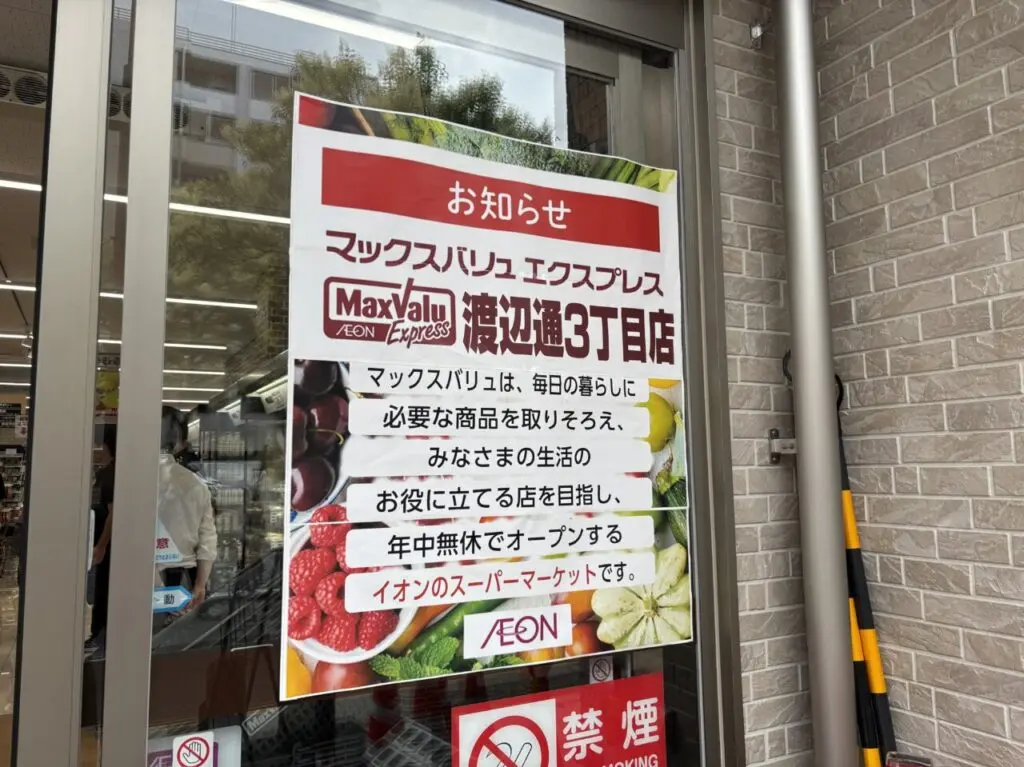 お知らせ
マックスバリュ エクスプレス
MaxValu
ÆON Express
渡辺通3丁目店
マックスバリュは、毎日の暮らしに
必要な商品を取りそろえ、
みなさまの生活の
お役に立てる店を目指し、
年中無休でオープンする
イオンのスーパーマーケットです。
ÆON
意
動
禁煙
SMOKING